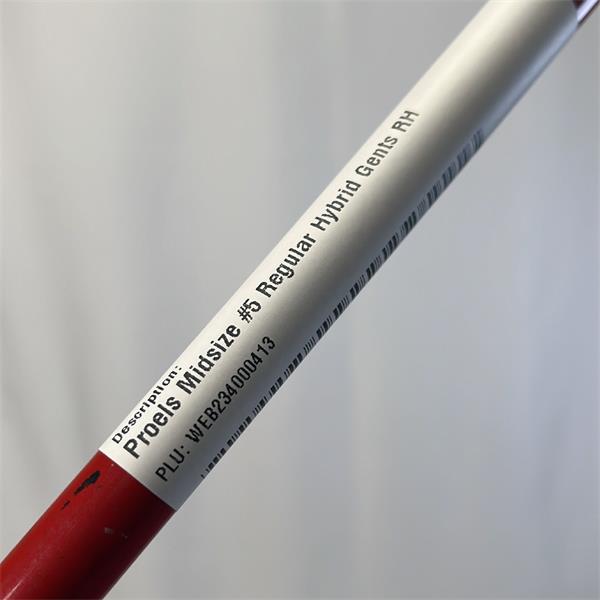 Description:
Proels Midsize #5 Regular Hybrid Gents RH
PLU: WEB234000413